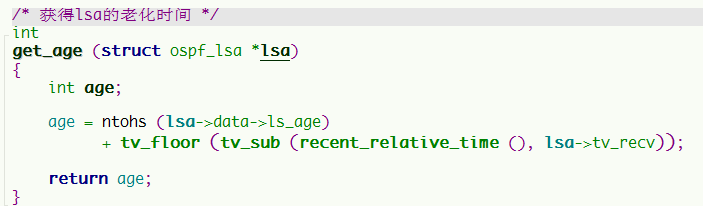 /* 获得lsa的老化时间 */
int
get_age (struct ospf_lsa *lsa)
{
    int age;
    age = ntohs (lsa->data->ls_age)
          + tv_floor (tv_sub (recent_relative_time (), lsa->tv_recv));
    return age;
}